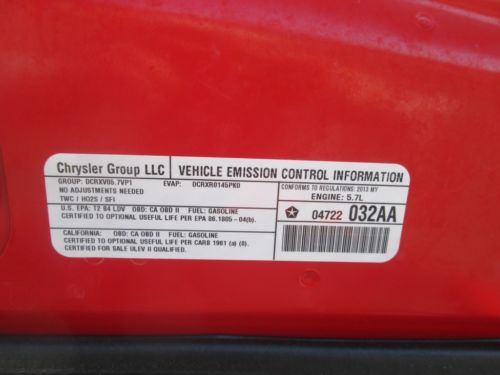 Chrysler Group LLC VEHICLE EMISSION CONTROL INFORMATION
GROUP: DCRXV05.7VP1 EVAP: DCRXR0145PK0
NO ADJUSTMENTS NEEDED
TWC / HO2S / SFI
CONFORMS TO REGULATIONS: 2013 MY
ENGINE: 5.7L
04722 032AA
U.S. EPA: T2 B4 LDV OBD: CA OBD II FUEL: GASOLINE
CERTIFIED TO OPTIONAL USEFUL LIFE PER EPA 86.1805-04(b).
CALIFORNIA: OBD: CA OBD II FUEL: GASOLINE
CERTIFIED TO OPTIONAL USEFUL LIFE PER CARB 1961 (a) (8).
CERTIFIED FOR SALE ULEV II QUALIFIED.